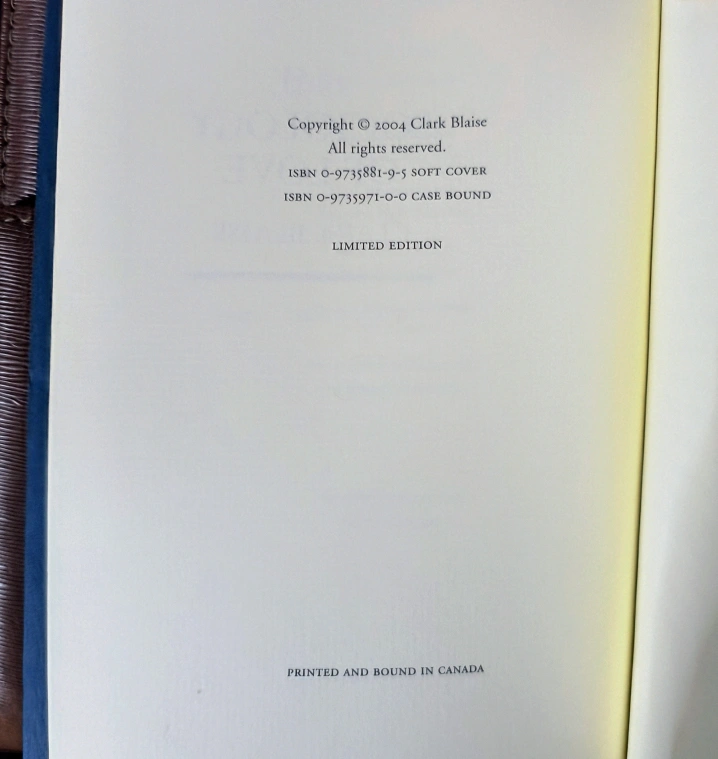 Copyright © 2004 Clark Blaise
All rights reserved.
ISBN 0-9735881-9-5 SOFT COVER
ISBN 0-9735971-0-0 CASE BOUND
LIMITED EDITION
PRINTED AND BOUND IN CANADA